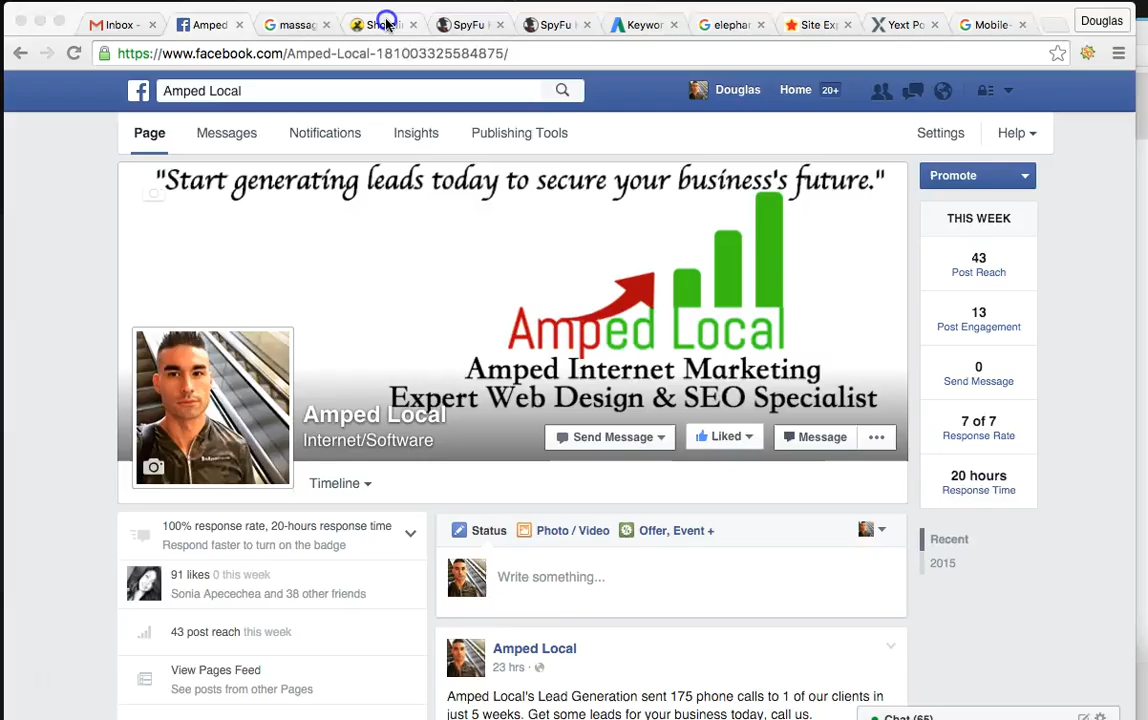 Inbox -
Amped
massag
SpyFu
SpyFu
Keywor
elephar
Site Exp
Yext Po
Mobile-
Douglas
https://www.facebook.com/Amped-Local-181003325584875/
Amped Local
Douglas
Home 20+
Page
Messages
Notifications
Insights
Publishing Tools
Settings
Help
"Start generating leads today to secure your business's future."
Amped Local
Amped Internet Marketing
Expert Web Design & SEO Specialist
Amped Local
Internet/Software
Send Message
Liked
Message
Timeline
Promote
THIS WEEK
43
Post Reach
13
Post Engagement
0
Send Message
7 of 7
Response Rate
20 hours
Response Time
Recent
2015
100% response rate, 20-hours response time
Respond faster to turn on the badge
91 likes 0 this week
Sonia Apecechea and 38 other friends
43 post reach this week
View Pages Feed
See posts from other Pages
Status
Photo / Video
Offer, Event +
Write something...
Amped Local
23 hrs
Amped Local's Lead Generation sent 175 phone calls to 1 of our clients in
just 5 weeks. Get some leads for your business today, call us.
Chat (65)